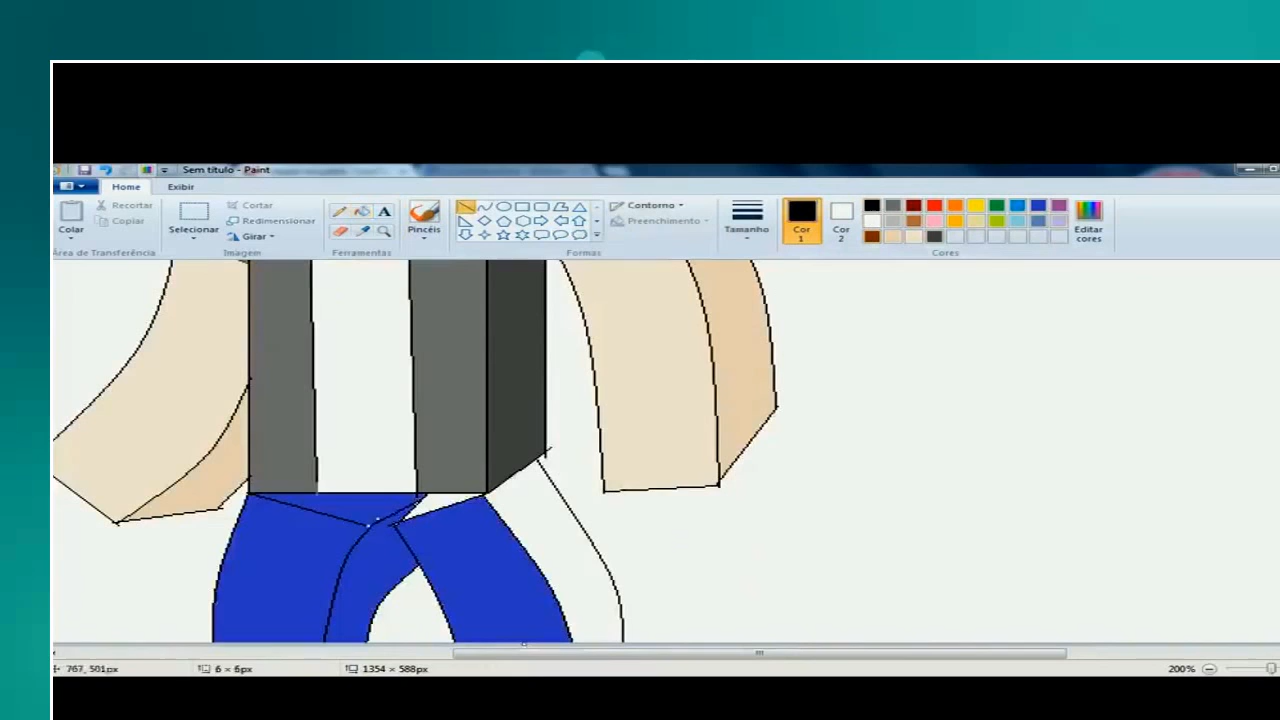 Sem título - Paint
Home Exibir
Recortar
Copiar
Colar
Área de Transferência
Cortar
Redimensionar
Girar
Selecionar
Imagem
A
Ferramentas
Pincéis
Contorno
Preenchimento
Formas
Tamanho
Cor
1
Cor
2
Editar
cores
Cores
767, 501px 6 × 6px 1354 × 588px 200%